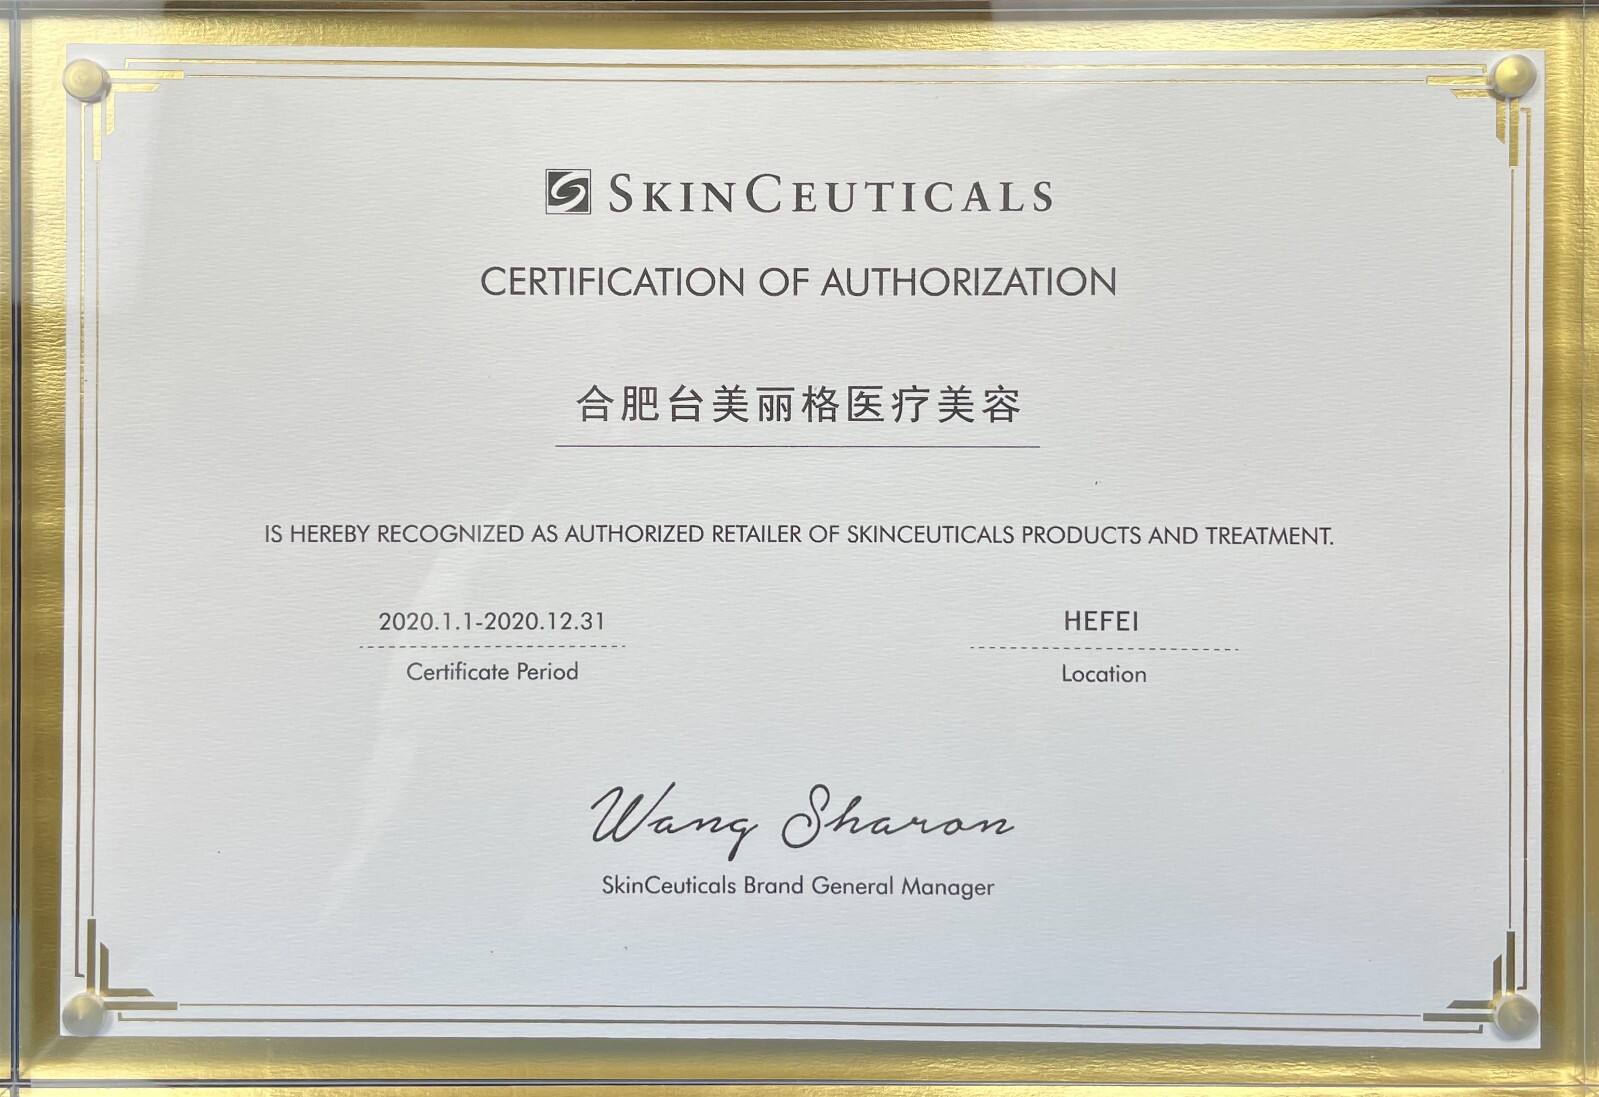 SKINCEUTICALS
CERTIFICATION OF AUTHORIZATION
合肥台美丽格医疗美容
IS HEREBY RECOGNIZED AS AUTHORIZED RETAILER OF SKINCEUTICALS PRODUCTS AND TREATMENT.
2020.1.1-2020.12.31 HEFEI
Certificate Period Location
Wang Sharon
SkinCeuticals Brand General Manager